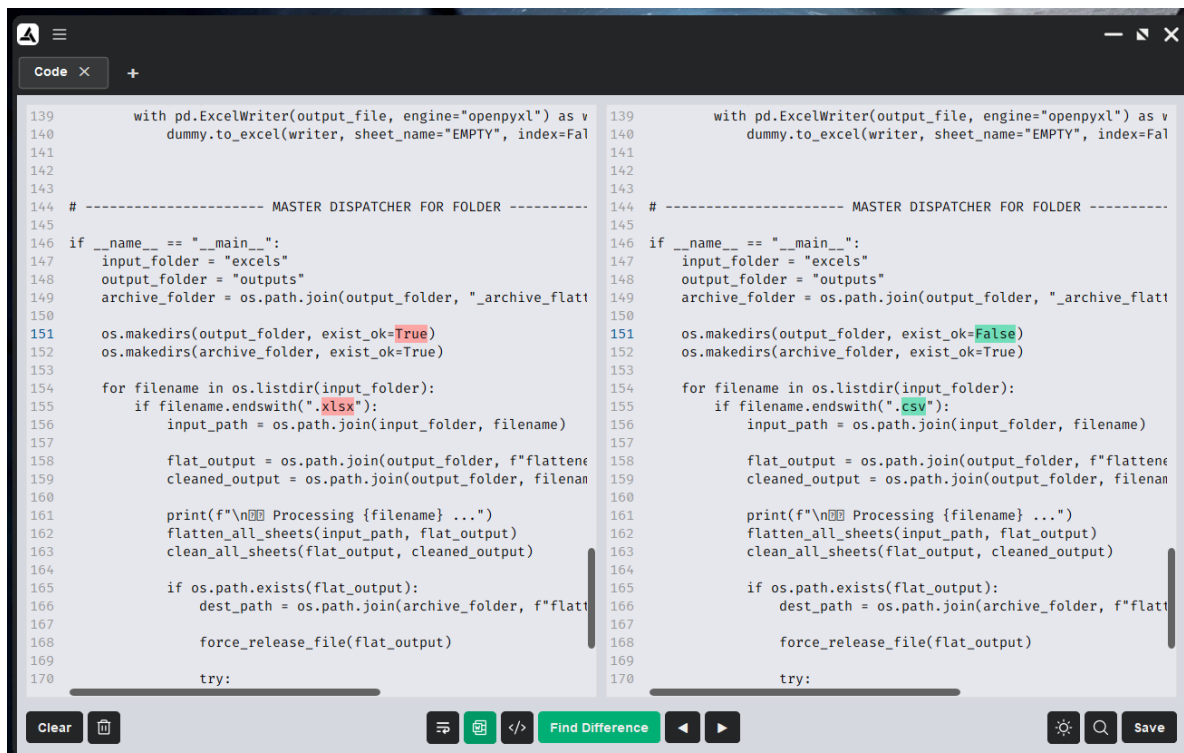 Code
139 with pd.ExcelWriter(output_file, engine="openpyxl") as w
140 dummy.to_excel(writer, sheet_name="EMPTY", index=Fal
141
142
143
144 # ---------------------- MASTER DISPATCHER FOR FOLDER ----------
145
146 if __name__ == "__main__":
147 input_folder = "excels"
148 output_folder = "outputs"
149 archive_folder = os.path.join(output_folder, "_archive_flatt
150
151 os.makedirs(output_folder, exist_ok=True)
152 os.makedirs(archive_folder, exist_ok=True)
153
154 for filename in os.listdir(input_folder):
155 if filename.endswith(".xlsx"):
156 input_path = os.path.join(input_folder, filename)
157
158 flat_output = os.path.join(output_folder, f"flattene
159 cleaned_output = os.path.join(output_folder, filenam
160
161 print(f"\n Processing {filename} ...")
162 flatten_all_sheets(input_path, flat_output)
163 clean_all_sheets(flat_output, cleaned_output)
164
165 if os.path.exists(flat_output):
166 dest_path = os.path.join(archive_folder, f"flatt
167
168 force_release_file(flat_output)
169
170 try:
139 with pd.ExcelWriter(output_file, engine="openpyxl") as w
140 dummy.to_excel(writer, sheet_name="EMPTY", index=Fal
141
142
143
144 # ---------------------- MASTER DISPATCHER FOR FOLDER ----------
145
146 if __name__ == "__main__":
147 input_folder = "excels"
148 output_folder = "outputs"
149 archive_folder = os.path.join(output_folder, "_archive_flatt
150
151 os.makedirs(output_folder, exist_ok=False)
152 os.makedirs(archive_folder, exist_ok=True)
153
154 for filename in os.listdir(input_folder):
155 if filename.endswith(".csv"):
156 input_path = os.path.join(input_folder, filename)
157
158 flat_output = os.path.join(output_folder, f"flattene
159 cleaned_output = os.path.join(output_folder, filenam
160
161 print(f"\n Processing {filename} ...")
162 flatten_all_sheets(input_path, flat_output)
163 clean_all_sheets(flat_output, cleaned_output)
164
165 if os.path.exists(flat_output):
166 dest_path = os.path.join(archive_folder, f"flatt
167
168 force_release_file(flat_output)
169
170 try:
Clear
Find Difference
Save